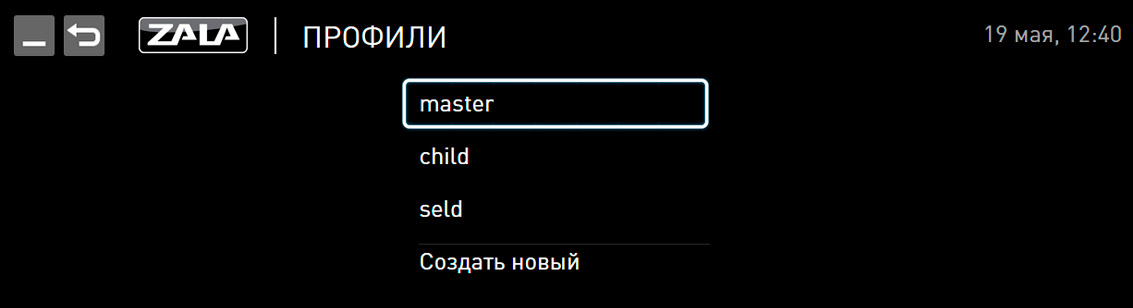 ZALA ПРОФИЛИ 19 мая, 12:40
master
child
seld
Создать новый